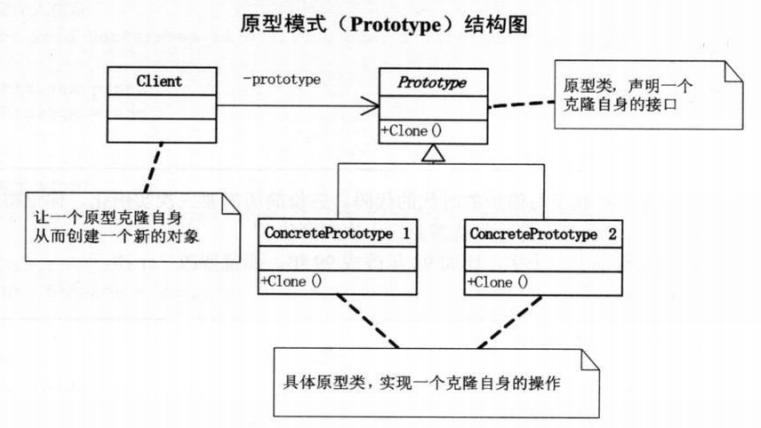 原型模式（Prototype）结构图
Client
-prototype
Prototype
+Clone()
原型类，声明一个
克隆自身的接口
让一个原型克隆自身
从而创建一个新的对象
ConcretePrototype 1
+Clone()
ConcretePrototype 2
+Clone()
具体原型类，实现一个克隆自身的操作